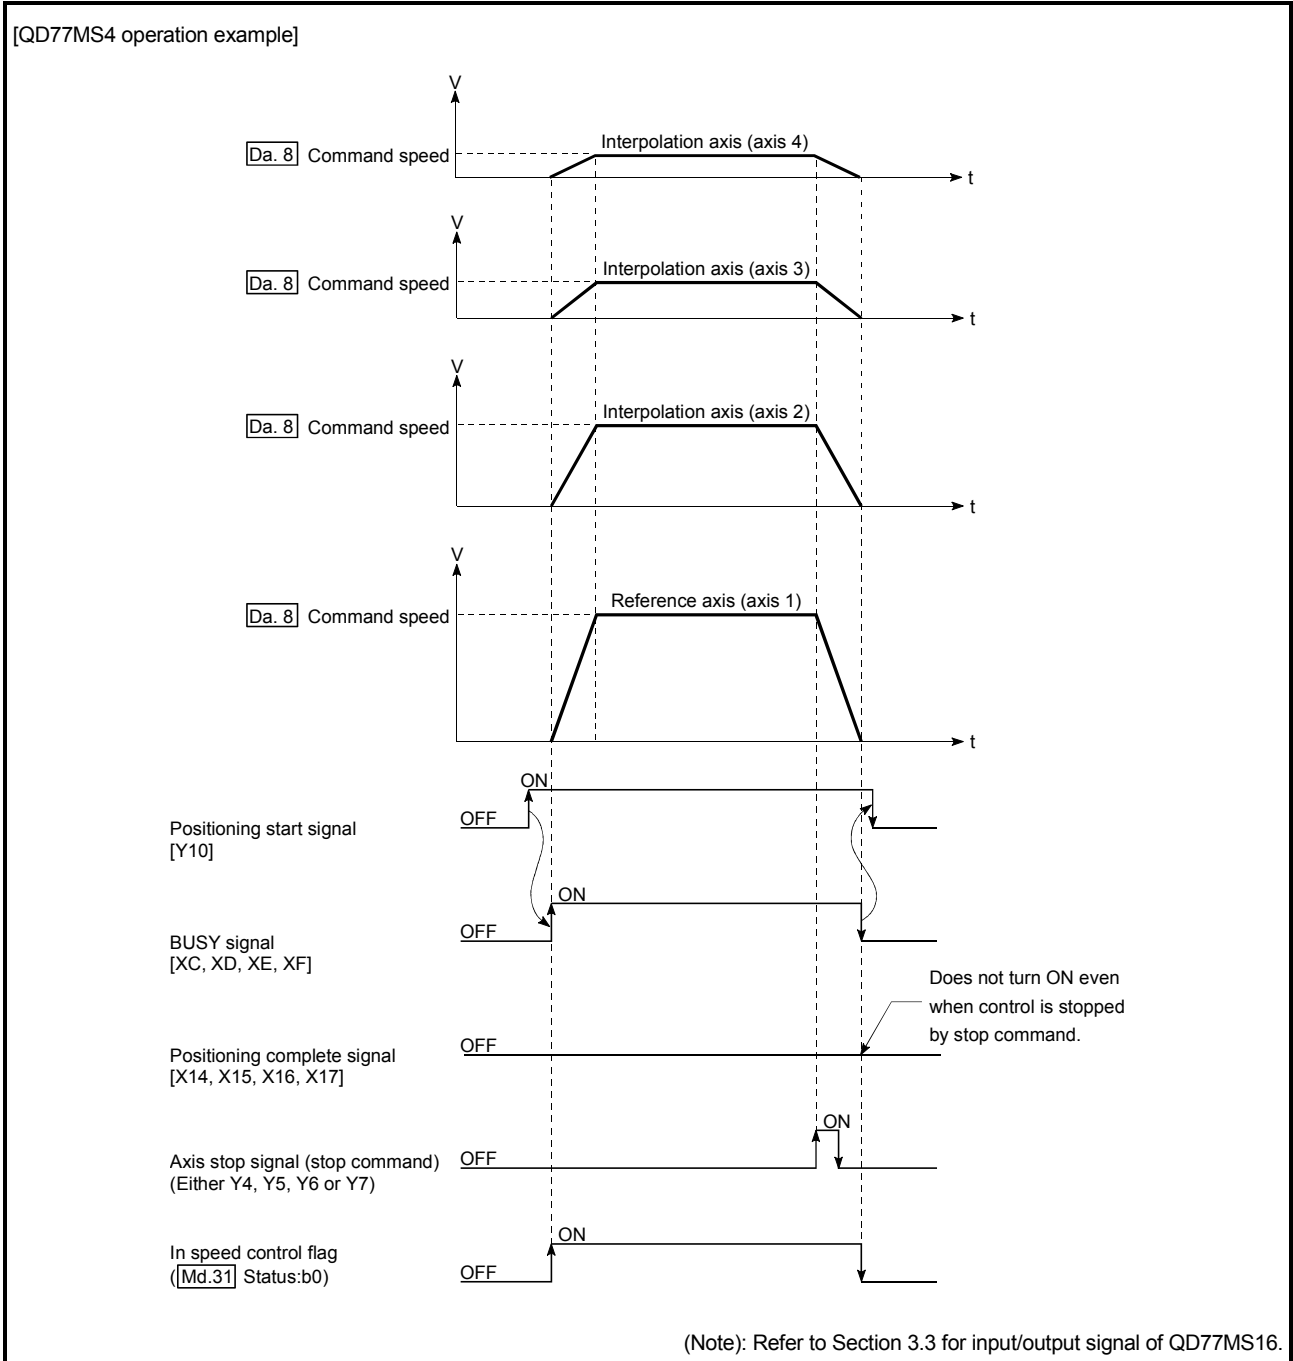 [QD77MS4 operation example]
V
Da. 8 Command speed
Interpolation axis (axis 4)
t
V
Da. 8 Command speed
Interpolation axis (axis 3)
t
V
Da. 8 Command speed
Interpolation axis (axis 2)
t
V
Da. 8 Command speed
Reference axis (axis 1)
t
ON
OFF
Positioning start signal
[Y10]
ON
OFF
BUSY signal
[XC, XD, XE, XF]
Does not turn ON even
when control is stopped
by stop command.
OFF
Positioning complete signal
[X14, X15, X16, X17]
ON
OFF
Axis stop signal (stop command)
(Either Y4, Y5, Y6 or Y7)
ON
In speed control flag
OFF
(Md.31 Status:b0)
(Note): Refer to Section 3.3 for input/output signal of QD77MS16.